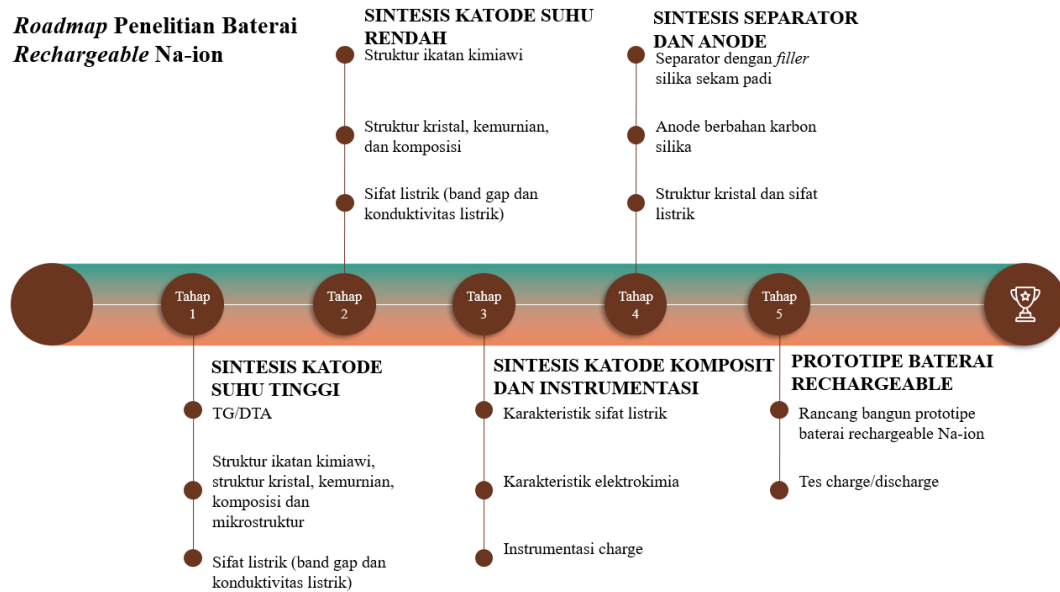 Roadmap Penelitian Baterai
Rechargeable Na-ion
SINTESIS KATODE SUHU
RENDAH
Struktur ikatan kimiawi
Struktur kristal, kemurnian,
dan komposisi
Sifat listrik (band gap dan
konduktivitas listrik)
SINTESIS SEPARATOR
DAN ANODE
Separator dengan filler
silika sekam padi
Anode berbahan karbon
silika
Struktur kristal dan sifat
listrik
Tahap
1
Tahap
2
Tahap
3
Tahap
4
Tahap
5
SINTESIS KATODE
SUHU TINGGI
TG/DTA
Struktur ikatan kimiawi,
struktur kristal, kemurnian,
komposisi dan
mikrostruktur
Sifat listrik (band gap dan
konduktivitas listrik)
SINTESIS KATODE KOMPOSIT
DAN INSTRUMENTASI
Karakteristik sifat listrik
Karakteristik elektrokimia
Instrumentasi charge
PROTOTIPE BATERAI
RECHARGEABLE
Rancang bangun prototipe
baterai rechargeable Na-ion
Tes charge/discharge